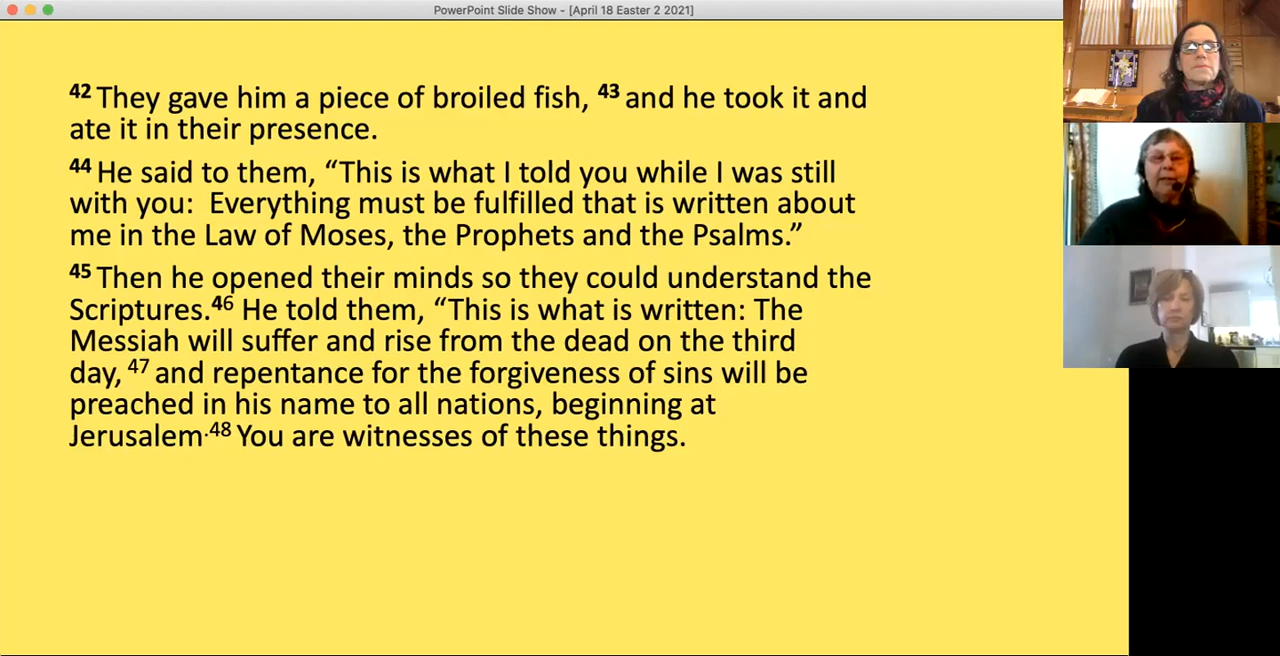 PowerPoint Slide Show - [April 18 Easter 2 2021]
42 They gave him a piece of broiled fish, 43 and he took it and
ate it in their presence.
44 He said to them, “This is what I told you while I was still
with you:  Everything must be fulfilled that is written about
me in the Law of Moses, the Prophets and the Psalms.”
45 Then he opened their minds so they could understand the
Scriptures.46 He told them, “This is what is written: The
Messiah will suffer and rise from the dead on the third
day, 47 and repentance for the forgiveness of sins will be
preached in his name to all nations, beginning at
Jerusalem.48 You are witnesses of these things.